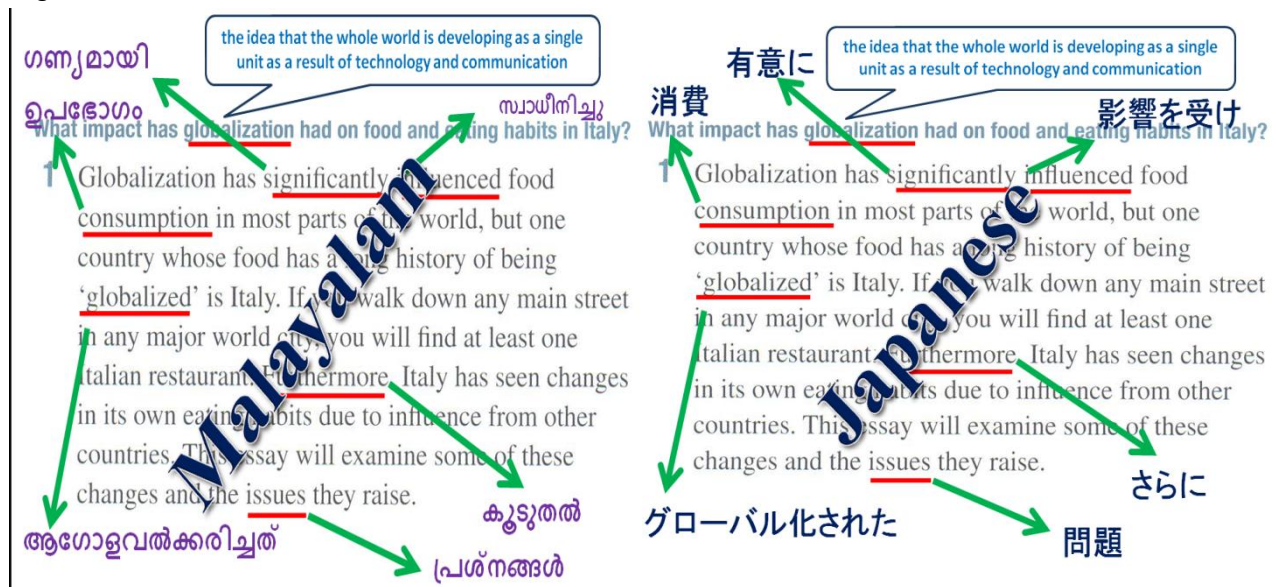 the idea that the whole world is developing as a single
unit as a result of technology and communication
ഗണ്യമായി
ഉപഭോഗം
സ്വാധീനിച്ചു
What impact has globalization had on food and eating habits in Italy?
1 Globalization has significantly influenced food
consumption in most parts of the world, but one
country whose food has a long history of being
‘globalized’ is Italy. If you walk down any main street
in any major world city, you will find at least one
Italian restaurant. Furthermore, Italy has seen changes
in its own eating habits due to influence from other
countries. This essay will examine some of these
changes and the issues they raise.
Malayalam
കൂടുതൽ
ആഗോളവൽക്കരിച്ചത്
പ്രശ്നങ്ങൾ
the idea that the whole world is developing as a single
unit as a result of technology and communication
有意に
消費
影響を受け
What impact has globalization had on food and eating habits in Italy?
1 Globalization has significantly influenced food
consumption in most parts of the world, but one
country whose food has a long history of being
‘globalized’ is Italy. If you walk down any main street
in any major world city, you will find at least one
Italian restaurant. Furthermore, Italy has seen changes
in its own eating habits due to influence from other
countries. This essay will examine some of these
changes and the issues they raise.
Japanese
さらに
グローバル化された
問題